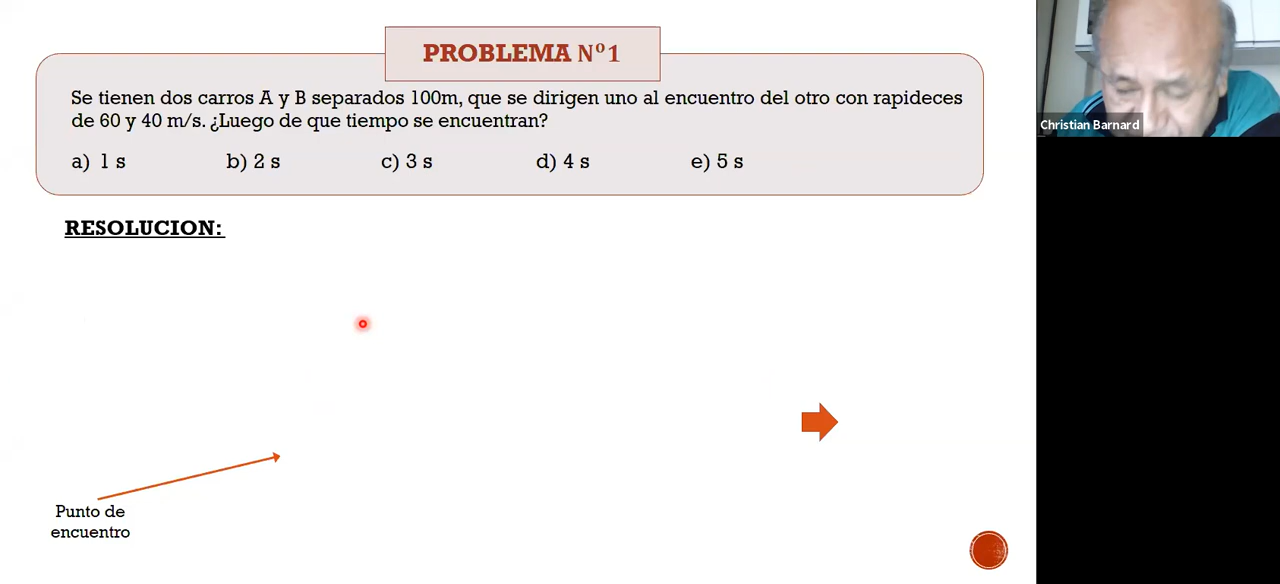 PROBLEMA Nº1
Se tienen dos carros A y B separados 100m, que se dirigen uno al encuentro del otro con rapideces
de 60 y 40 m/s. ¿Luego de que tiempo se encuentran?
a) 1 s b) 2 s c) 3 s d) 4 s e) 5 s
RESOLUCION:
Punto de
encuentro
Christian Barnard